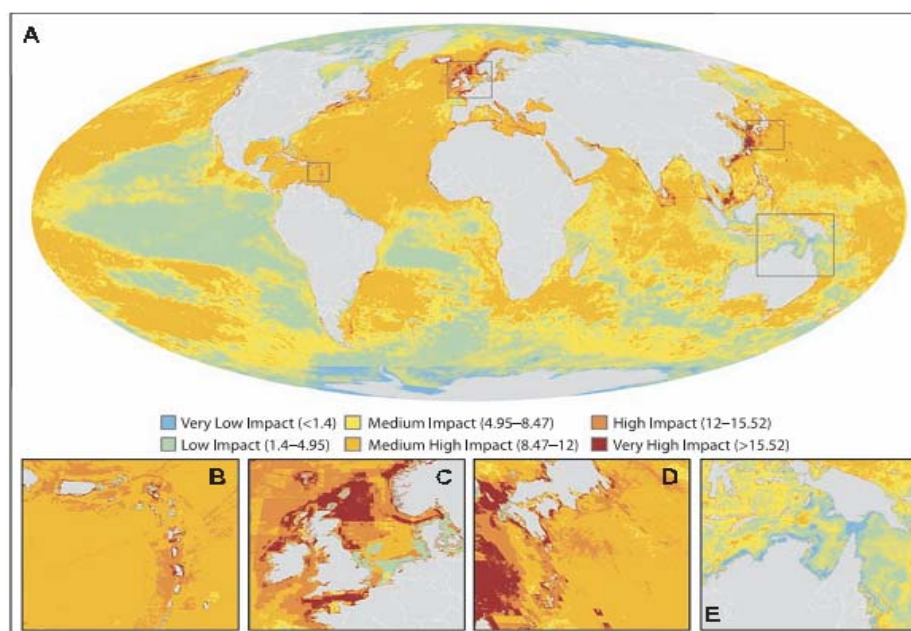 A
Very Low Impact (<1.4) Medium Impact (4.95–8.47) High Impact (12–15.52)
Low Impact (1.4–4.95) Medium High Impact (8.47–12) Very High Impact (>15.52)
B C D
E